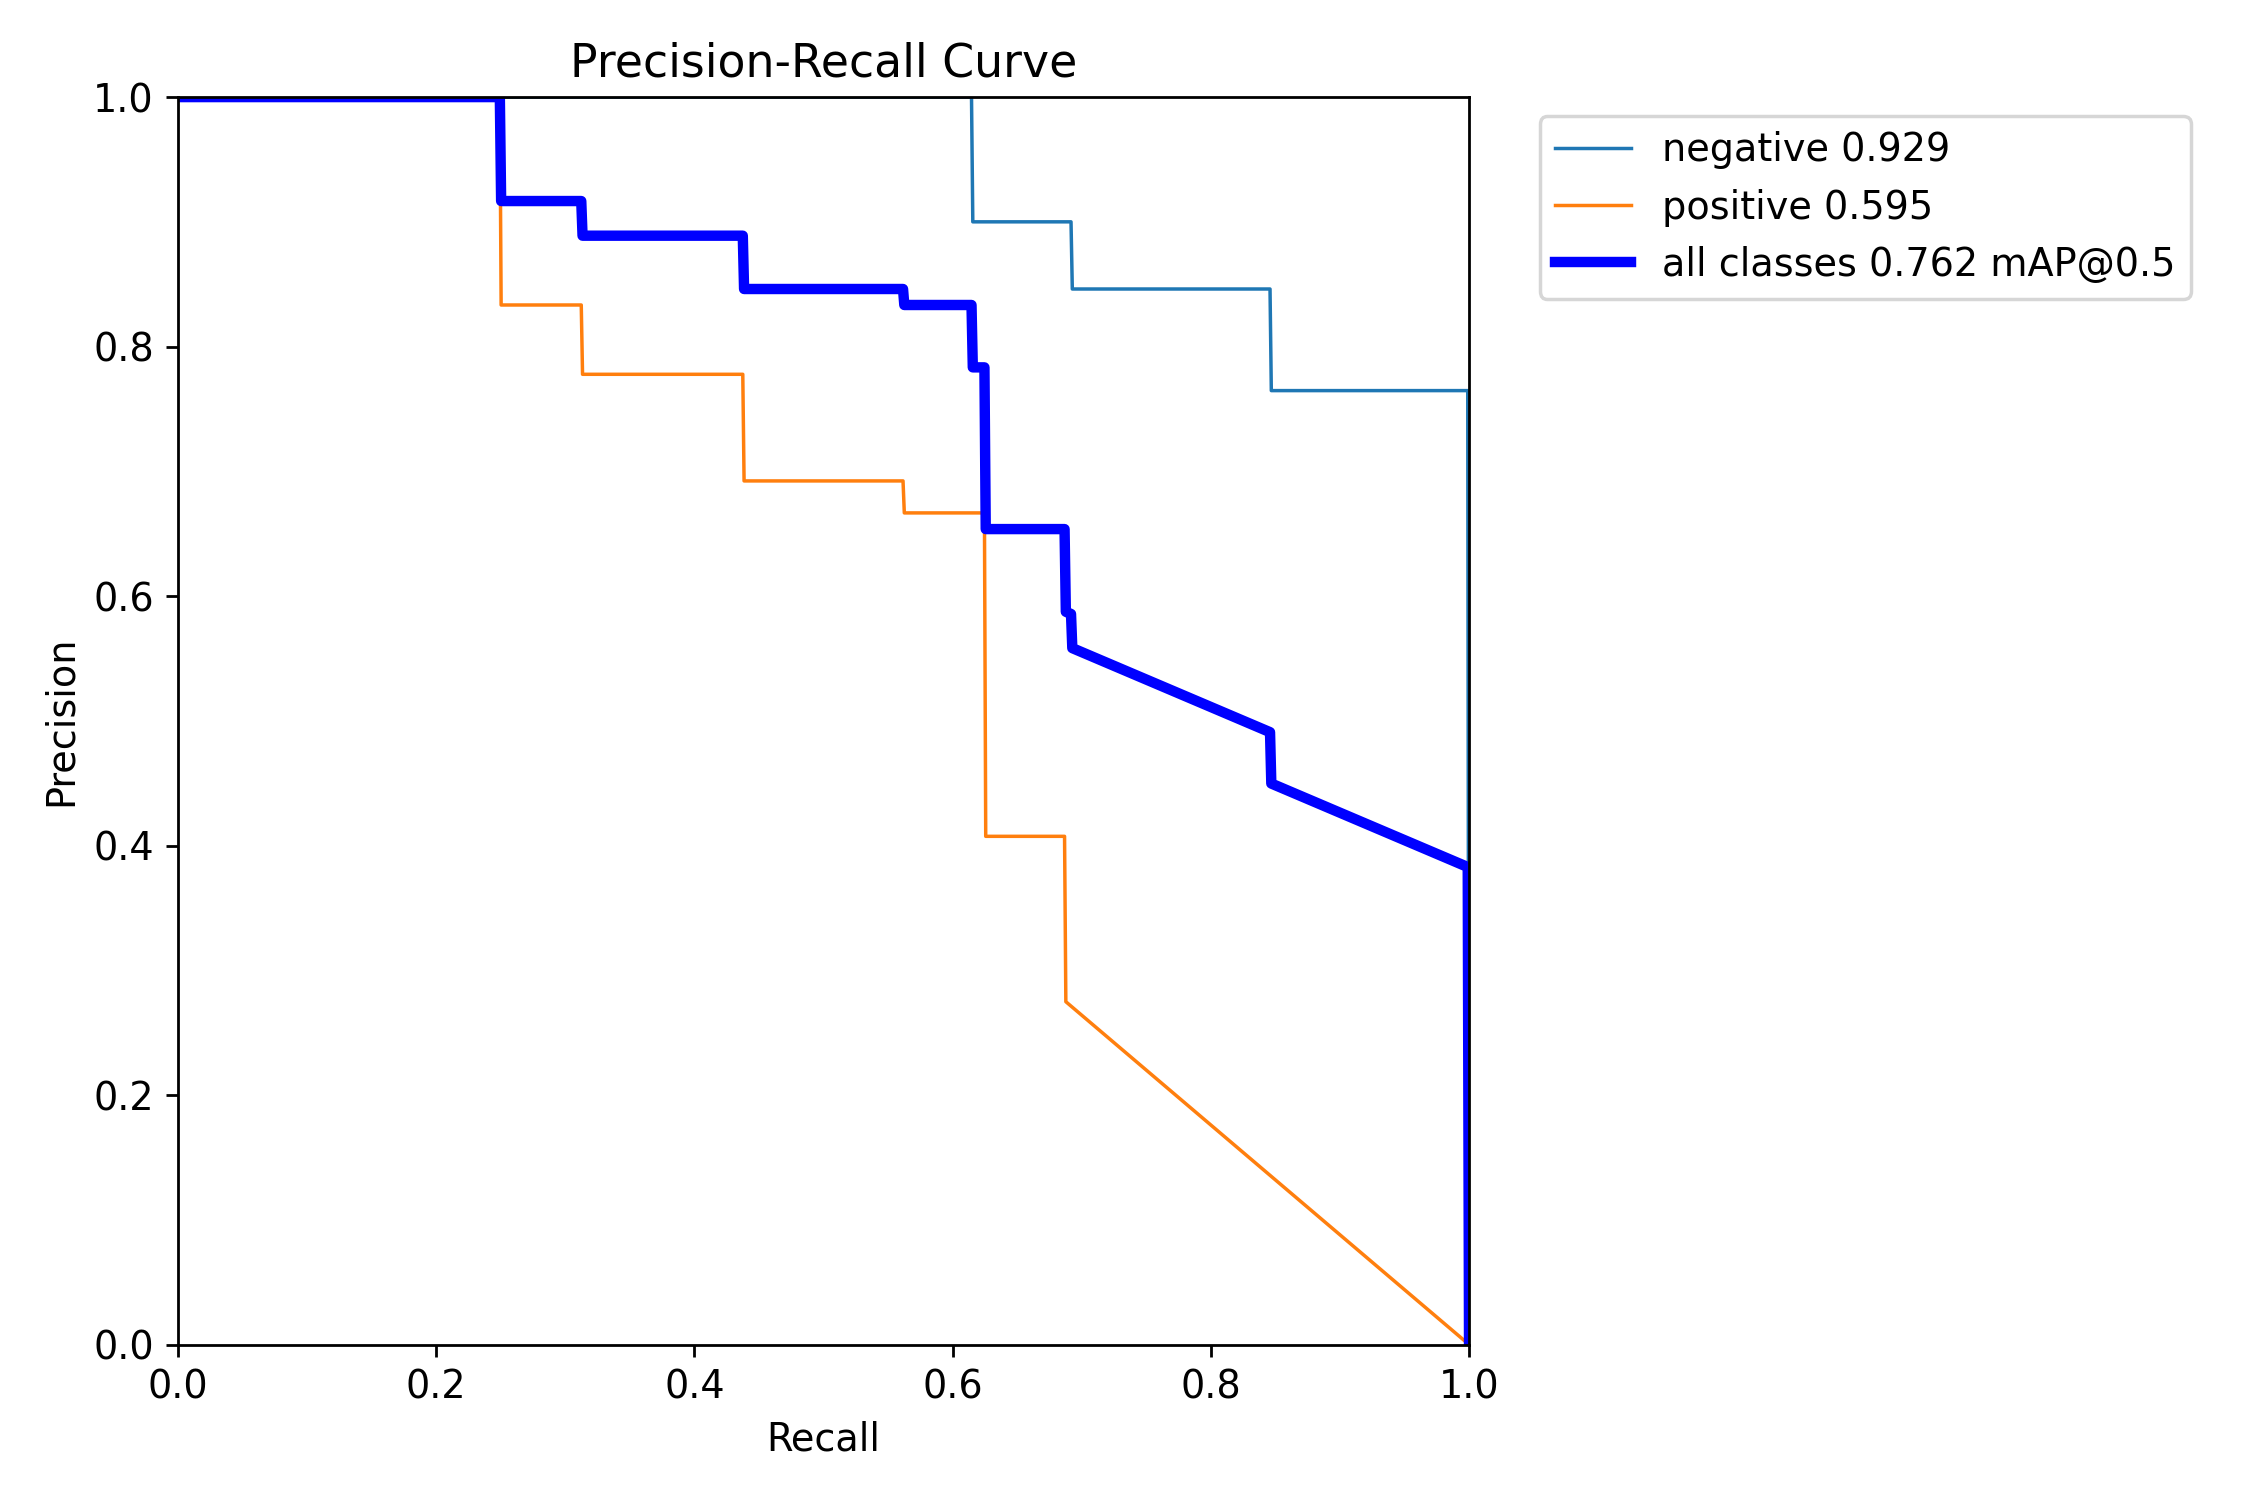 Precision-Recall Curve
negative 0.929
positive 0.595
all classes 0.762 mAP@0.5
Precision
1.0
0.8
0.6
0.4
0.2
0.0
0.0 0.2 0.4 0.6 0.8 1.0
Recall